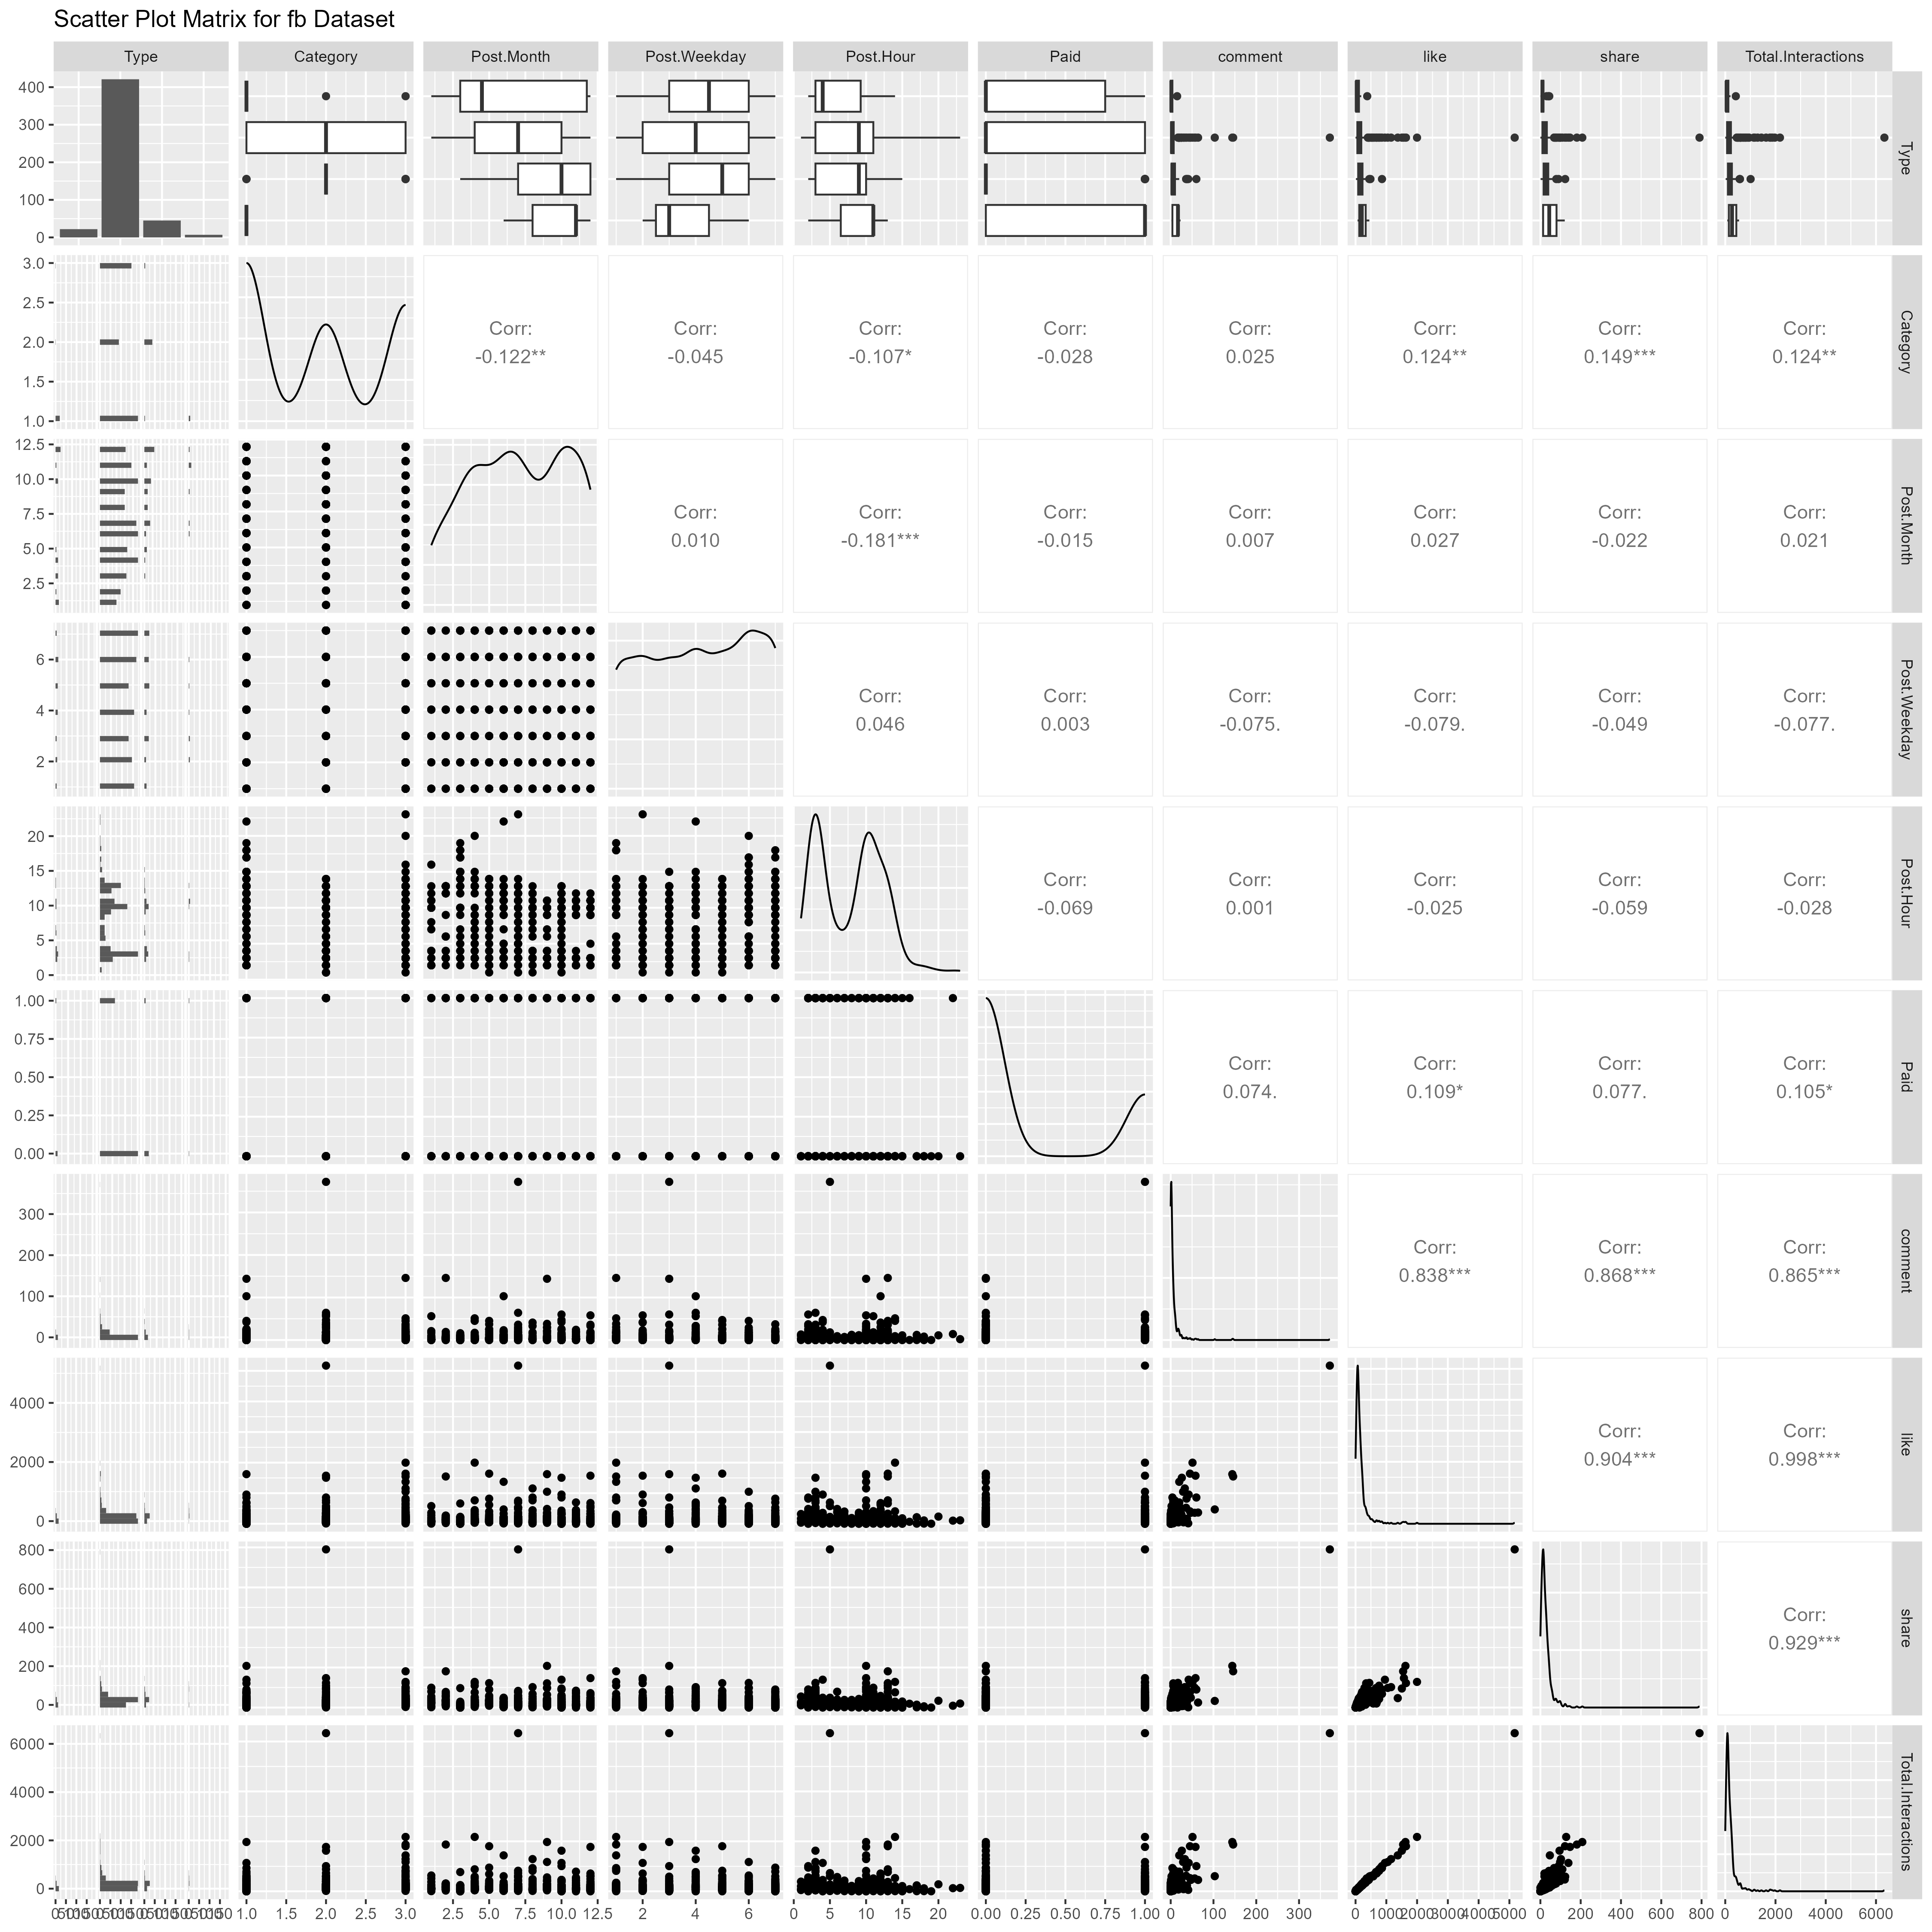 Scatter Plot Matrix for fb Dataset
Type Category Post.Month Post.Weekday Post.Hour Paid comment like share Total.Interactions
400
300
200
100
0
Type
3.0
2.5
2.0
1.5
1.0
Corr: Corr: Corr: Corr: Corr: Corr: Corr: Corr:
-0.122** -0.045 -0.107* -0.028 0.025 0.124** 0.149*** 0.124**
Category
12.5
10.0
7.5
5.0
2.5
Corr: Corr: Corr: Corr: Corr: Corr: Corr:
0.010 -0.181*** -0.015 0.007 0.027 -0.022 0.021
Post.Month
6
4
2
Corr: Corr: Corr: Corr: Corr: Corr:
0.046 0.003 -0.075. -0.079. -0.049 -0.077.
Post.Weekday
20
15
10
5
0
Corr: Corr: Corr: Corr: Corr:
-0.069 0.001 -0.025 -0.059 -0.028
Post.Hour
1.00
0.75
0.50
0.25
0.00
Corr: Corr: Corr: Corr:
0.074. 0.109* 0.077. 0.105*
Paid
300
200
100
0
Corr: Corr: Corr:
0.838*** 0.868*** 0.865***
comment
4000
2000
0
Corr: Corr:
0.904*** 0.998***
like
800
600
400
200
0
Corr:
0.929***
share
6000
4000
2000
0
Total.Interactions
1.0 1.5 2.0 2.5 3.0 2.5 5.0 7.5 10.0 12.5 2 4 6 0 5 10 15 20 0.00 0.25 0.50 0.75 1.00 0 100 200 300 0 1000 2000 3000 4000 5000 0 200 400 600 800 0 2000 4000 6000